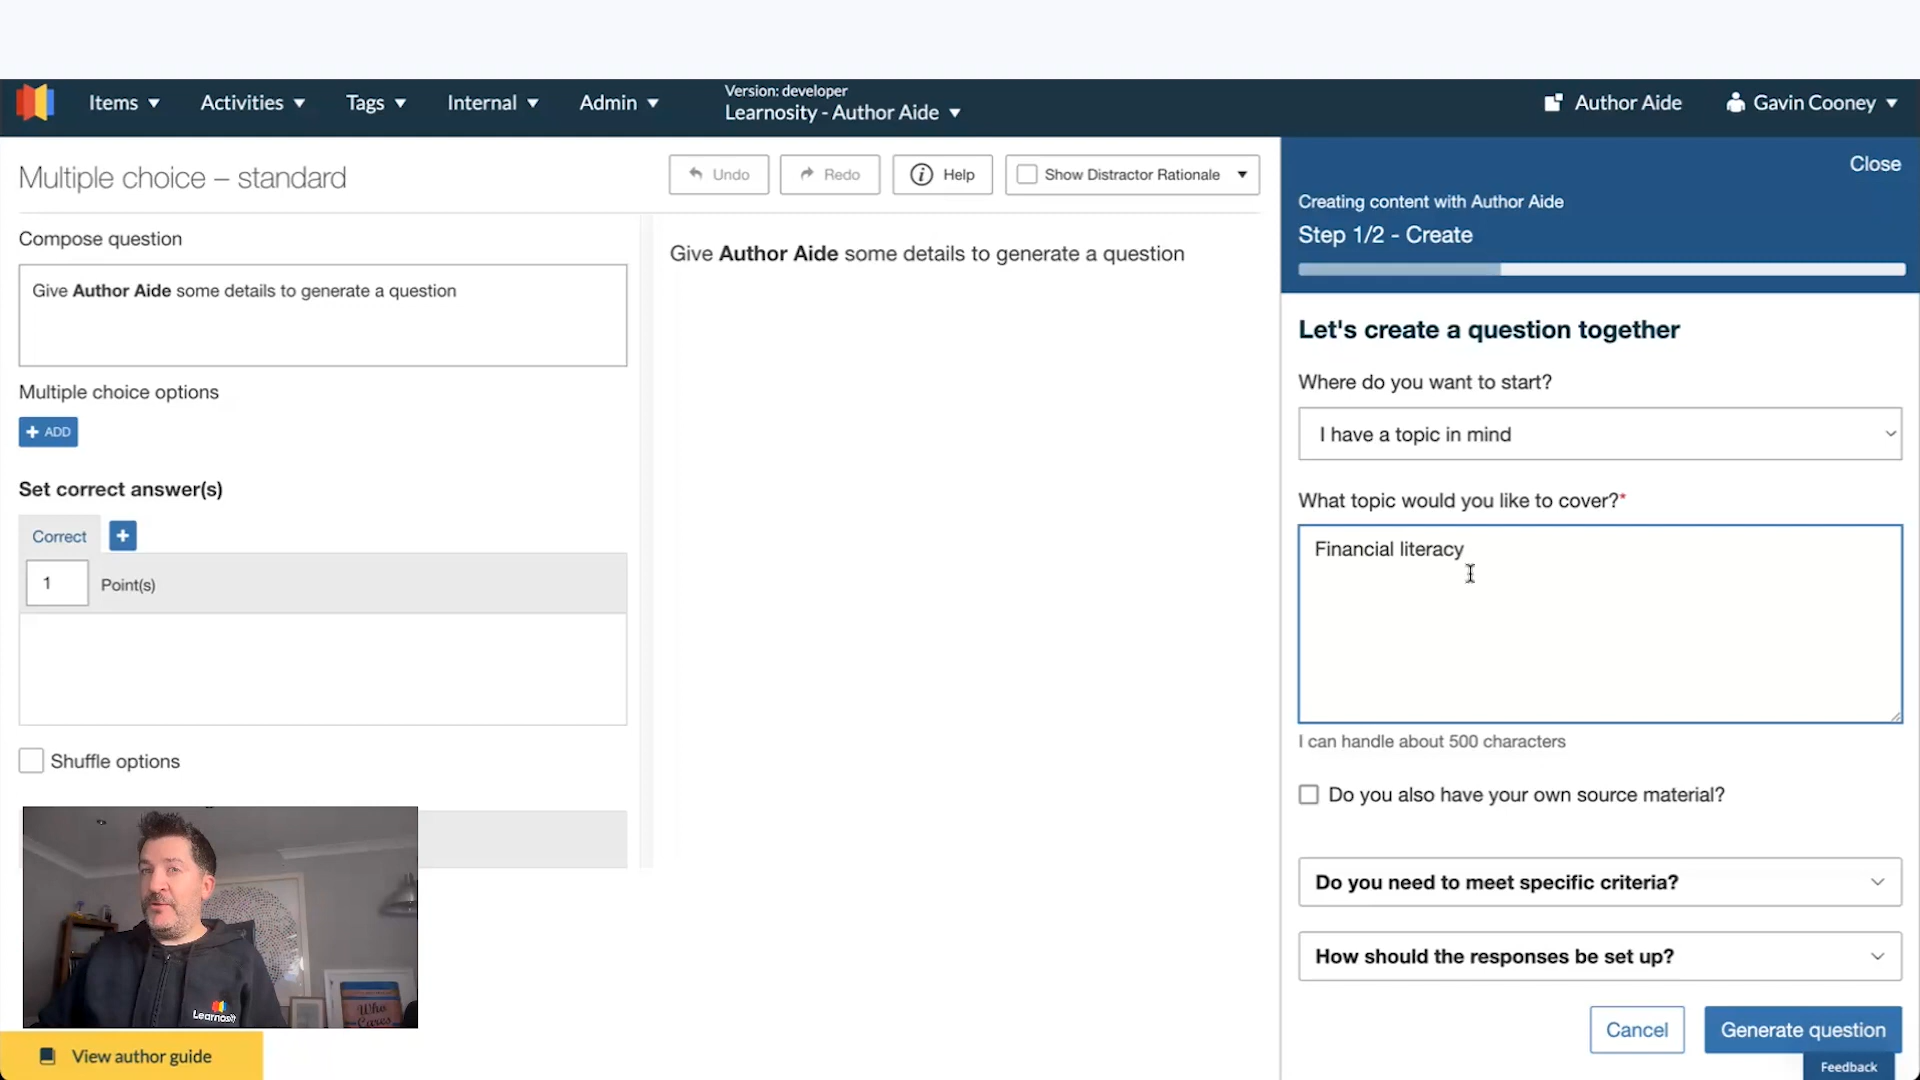 Items
Activities
Tags
Internal
Admin
Version: developer
Learnosity - Author Aide
Author Aide
Gavin Cooney
Multiple choice – standard
Undo
Redo
Help
Show Distractor Rationale
Compose question
Give Author Aide some details to generate a question
Multiple choice options
+ ADD
Set correct answer(s)
Correct
+
1
Point(s)
Shuffle options
Learnosity
Who
Cares
View author guide
Give Author Aide some details to generate a question
Close
Creating content with Author Aide
Step 1/2 - Create
Let's create a question together
Where do you want to start?
I have a topic in mind
What topic would you like to cover?*
Financial literacy
I can handle about 500 characters
Do you also have your own source material?
Do you need to meet specific criteria?
How should the responses be set up?
Cancel
Generate question
Feedback